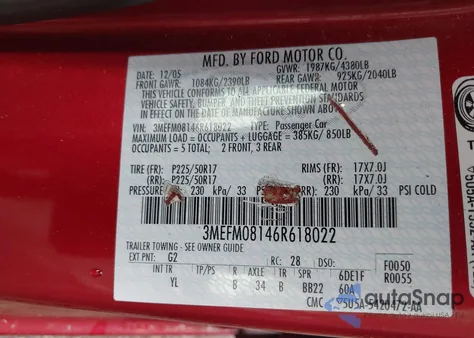 MFD. BY FORD MOTOR CO.
12/05 GVWR: 1987KG/4380LB
FRONT GAWR: 1084KG/2390LB REAR GAWR: 925KG/2040LB
THIS VEHICLE CONFORMS TO ALL APPLICABLE FEDERAL MOTOR
VEHICLE SAFETY, BUMPER, AND THEFT PREVENTION STANDARDS
IN EFFECT ON THE DATE OF MANUFACTURE SHOWN ABOVE.
VEHICLE IN: 3MEFM08146R618022 TYPE: Passenger Car
MAXIMUM LOAD = OCCUPANTS + LUGGAGE = 385KG/ 850LB
OCCUPANTS = 5 TOTAL: 2 FRONT, 3 REAR
TIRE (FR): P225/50R17 RIMS (FR): 17X7.0J
(RR): P225/50R17 (RR): 17X7.0J
PRESSURE 230 kPa/ 33 230 kPa/ 33 PSI COLD
3MEFM08146R618022
TRAILER TOWING - SEE OWNER GUIDE
EXT PNT: G2 RC: 28 DSO: F0050
R0055
INT TR TP/PS R AX TR SPR 6DE1F
YL B 34 B BB22 60A
CMC
autoSnap